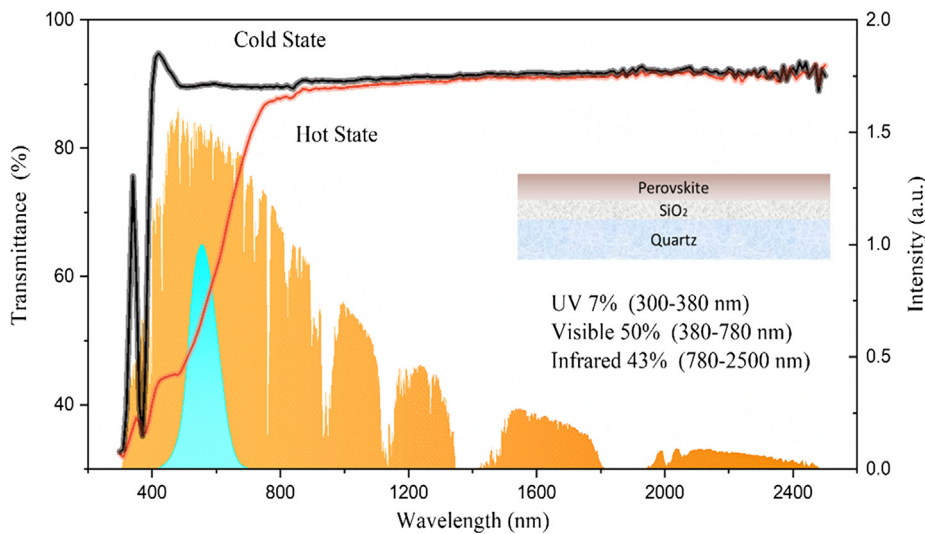 Cold State
Hot State
Perovskite
SiO₂
Quartz
UV 7% (300-380 nm)
Visible 50% (380-780 nm)
Infrared 43% (780-2500 nm)
Transmittance (%)
100
80
60
40
Intensity (a.u.)
2.0
1.5
1.0
0.5
0.0
400
800
1200
1600
2000
2400
Wavelength (nm)